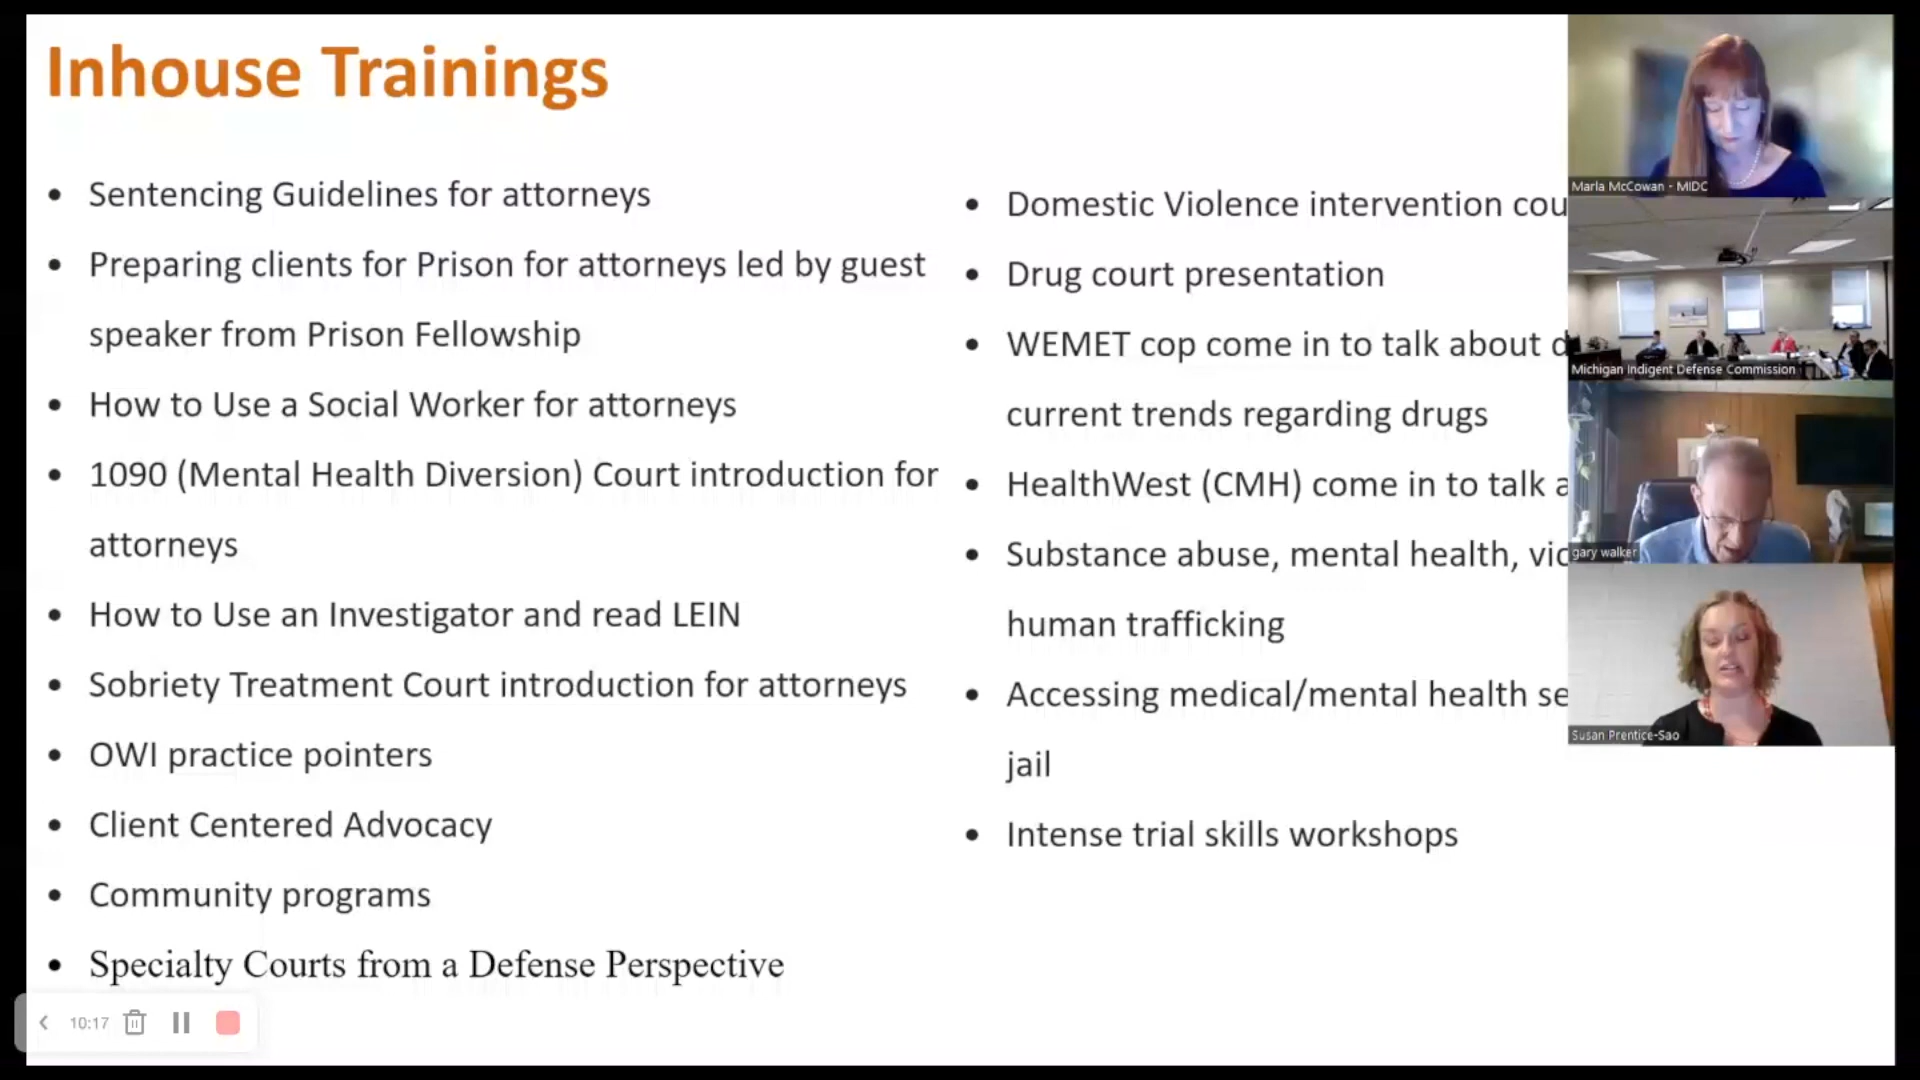 Inhouse Trainings
• Sentencing Guidelines for attorneys
• Preparing clients for Prison for attorneys led by guest
speaker from Prison Fellowship
• How to Use a Social Worker for attorneys
• 1090 (Mental Health Diversion) Court introduction for
attorneys
• How to Use an Investigator and read LEIN
• Sobriety Treatment Court introduction for attorneys
• OWI practice pointers
• Client Centered Advocacy
• Community programs
• Specialty Courts from a Defense Perspective
• Domestic Violence intervention
• Drug court presentation
• WEMET cop come in to talk about
current trends regarding drugs
• HealthWest (CMH) come in to talk
• Substance abuse, mental health,
human trafficking
• Accessing medical/mental health
jail
• Intense trial skills workshops
Marla McCowan - MIDC
Michigan Indigent Defense Commission
gary walker
Susan Prentice-Sao
10:17